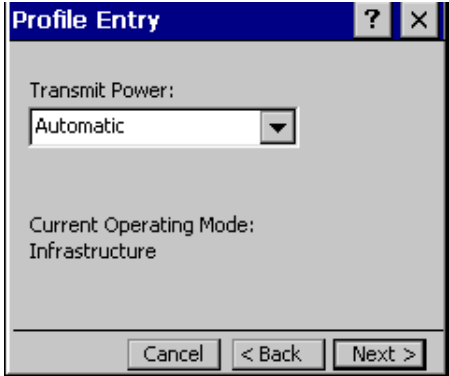 Profile Entry ? ×
Transmit Power:
Automatic
Current Operating Mode:
Infrastructure
Cancel < Back Next >